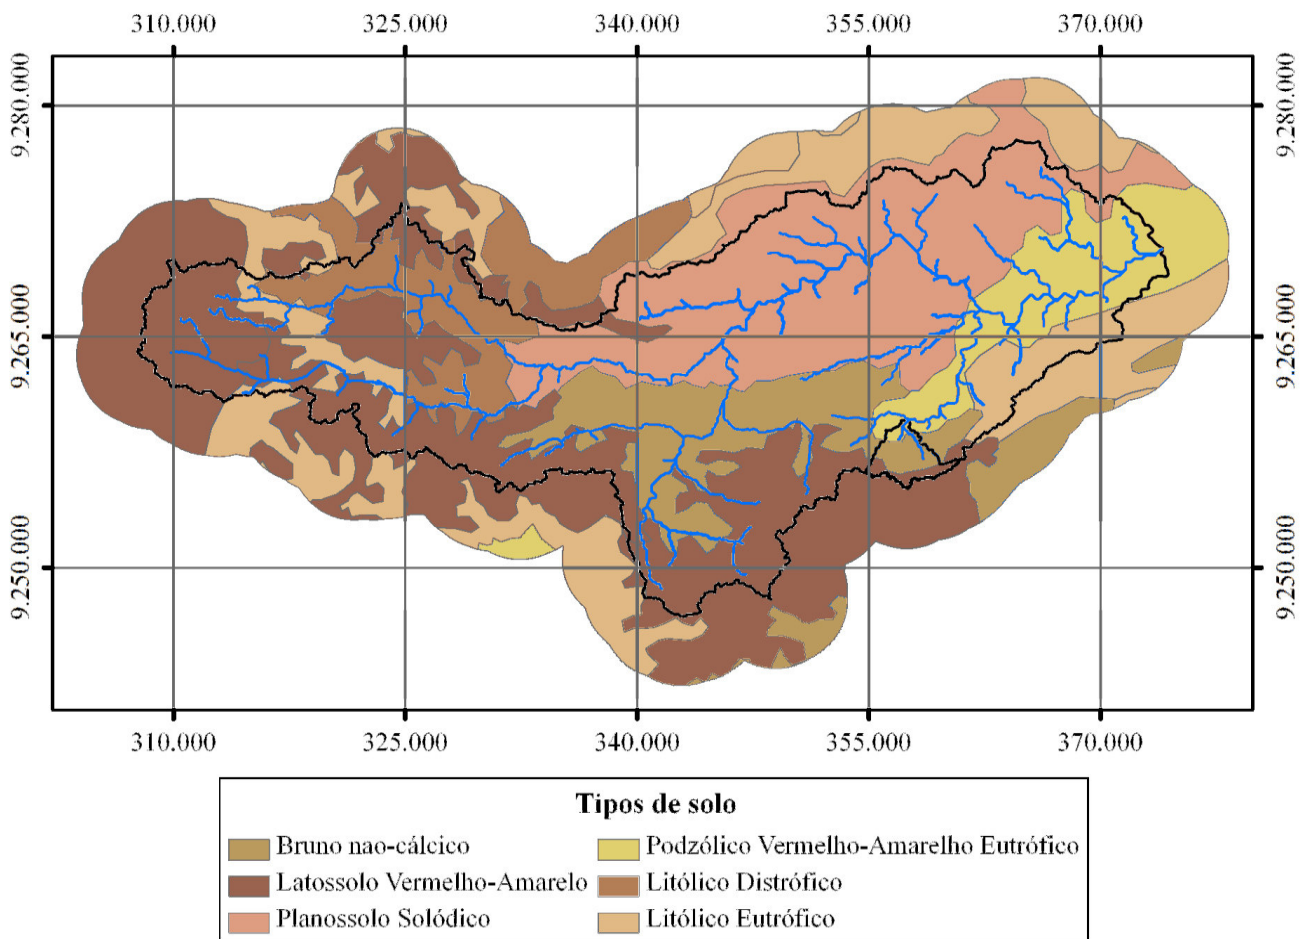 310.000 325.000 340.000 355.000 370.000
9.280.000 9.280.000
9.265.000 9.265.000
9.250.000 9.250.000
310.000 325.000 340.000 355.000 370.000
Tipos de solo
Bruno nao-cálcico Podzólico Vermelho-Amarelho Eutrófico
Latossolo Vermelho-Amarelo Litólico Distrófico
Planossolo Solódico Litólico Eutrófico